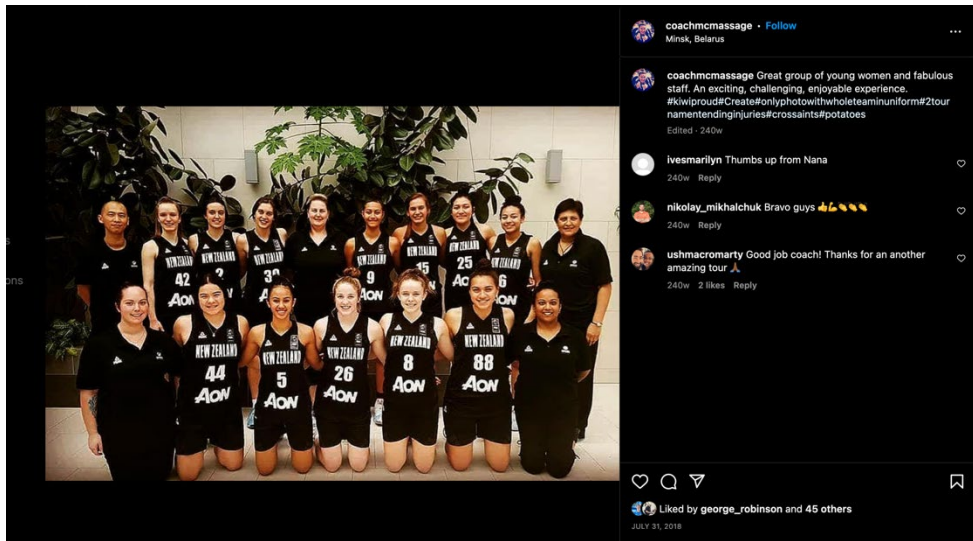 coachmcmassage • Follow
Minsk, Belarus
coachmcmassage Great group of young women and fabulous
staff. An exciting, challenging, enjoyable experience.
#kiwiproud#Create#onlyphotowithwholeteaminuniform#2tour
namentendinginjuries#crossaints#potatoes
Edited · 240w
ivesmarilyn Thumbs up from Nana
240w Reply
nikolay_mikhalchuk Bravo guys 👍💪👏👏👏
240w Reply
ushmacromarty Good job coach! Thanks for an another
amazing tour 🙏🏾
240w 2 likes Reply
Liked by george_robinson and 45 others
JULY 31, 2018
s
ons
NEW ZEALAND
42
AON
NEW ZEALAND
NEW ZEALAND
NEW ZEALAND
9
NEW ZEALAND
NEW ZEALAND
25
NEW ZEALAND
NEW ZEALAND
44
AON
NEW ZEALAND
5
AON
NEW ZEALAND
26
AON
NEW ZEALAND
8
AON
NEW ZEALAND
88
AON